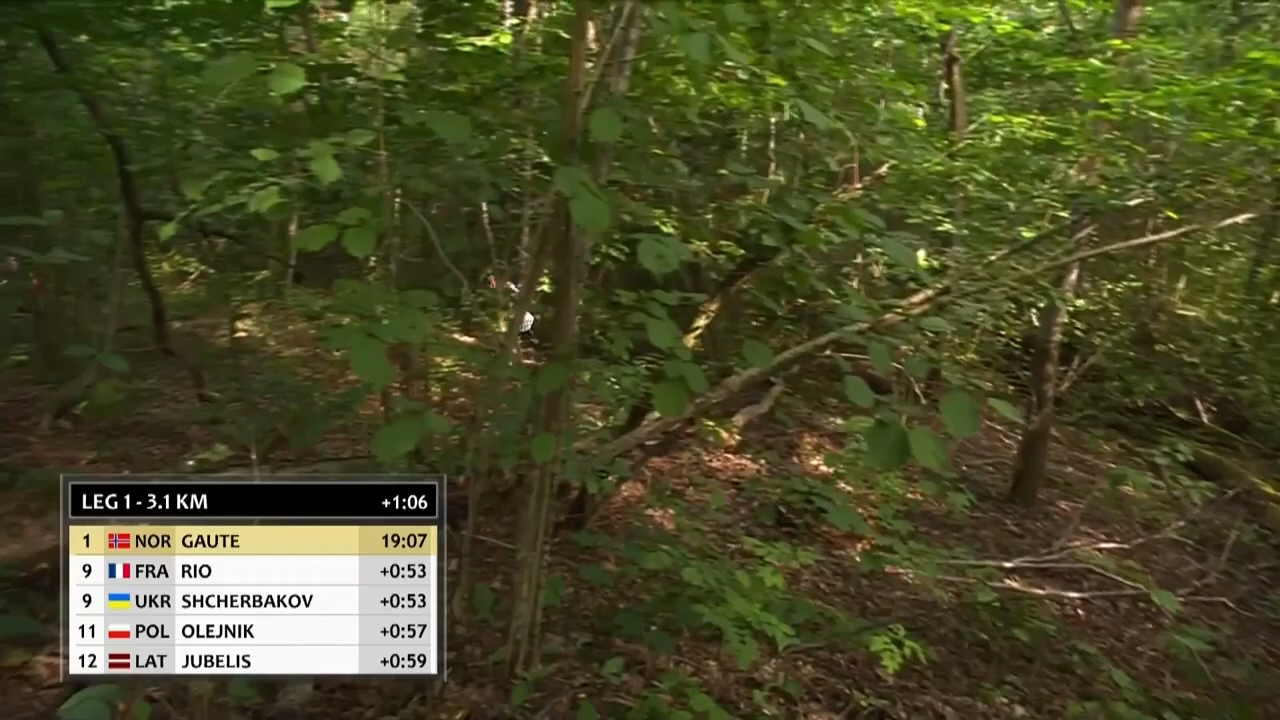 LEG 1 - 3.1 KM +1:06
1 NOR GAUTE 19:07
9 FRA RIO +0:53
9 UKR SHCHERBAKOV +0:53
11 POL OLEJNIK +0:57
12 LAT JUBELIS +0:59